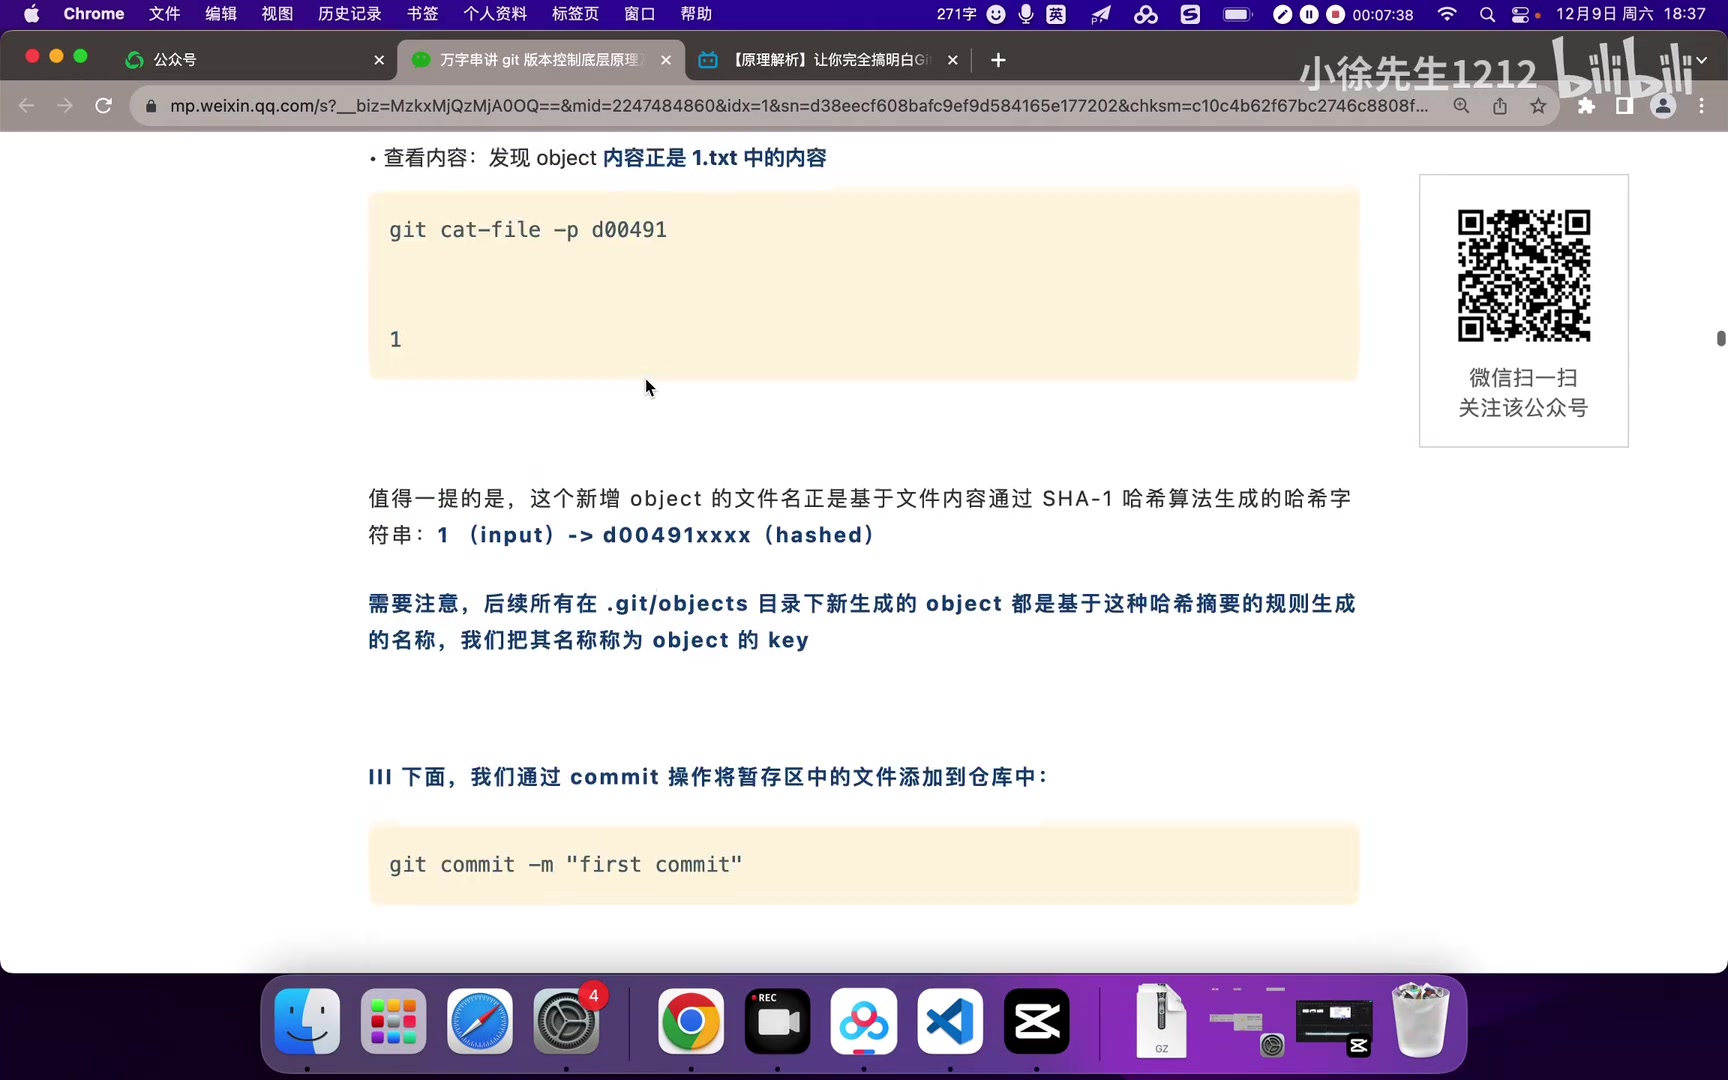 Chrome 文件 编辑 视图 历史记录 书签 个人资料 标签页 窗口 帮助 271字 英 00:07:38 12月9日 周六 18:37
公众号 万字串讲 git 版本控制底层原理 【原理解析】让你完全搞明白Gi
小徐先生1212 bilibili
mp.weixin.qq.com/s?__biz=MzkxMjQzMjA0OQ==&mid=2247484860&idx=1&sn=d38eecf608bafc9ef9d584165e177202&chksm=c10c4b62f67bc2746c8808f...
• 查看内容：发现 object 内容正是 1.txt 中的内容
git cat-file -p d00491
1
微信扫一扫
关注该公众号
值得一提的是，这个新增 object 的文件名正是基于文件内容通过 SHA-1 哈希算法生成的哈希字
符串：1 （input）-> d00491xxxx（hashed）
需要注意，后续所有在 .git/objects 目录下新生成的 object 都是基于这种哈希摘要的规则生成
的名称，我们把其名称称为 object 的 key
III 下面，我们通过 commit 操作将暂存区中的文件添加到仓库中：
git commit -m "first commit"
4
REC
GZ